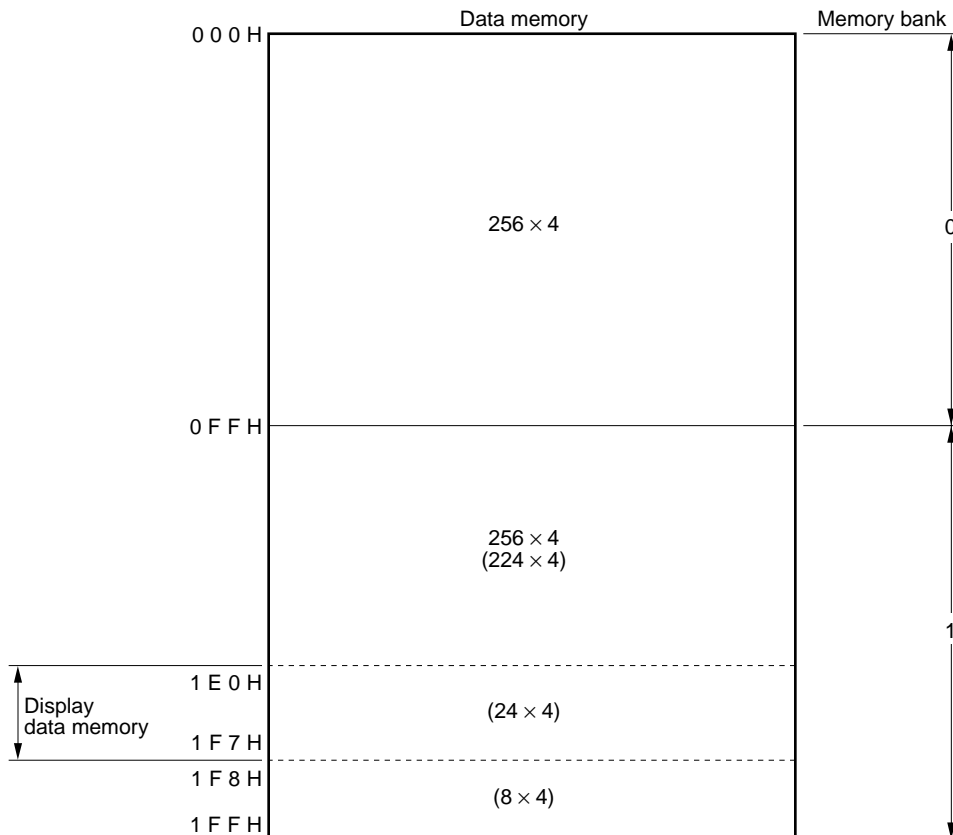 Data memory
Memory bank
0 0 0 H
256 × 4
0
0 F F H
256 × 4
(224 × 4)
1
1 E 0 H
Display
data memory
(24 × 4)
1 F 7 H
1 F 8 H
(8 × 4)
1 F F H